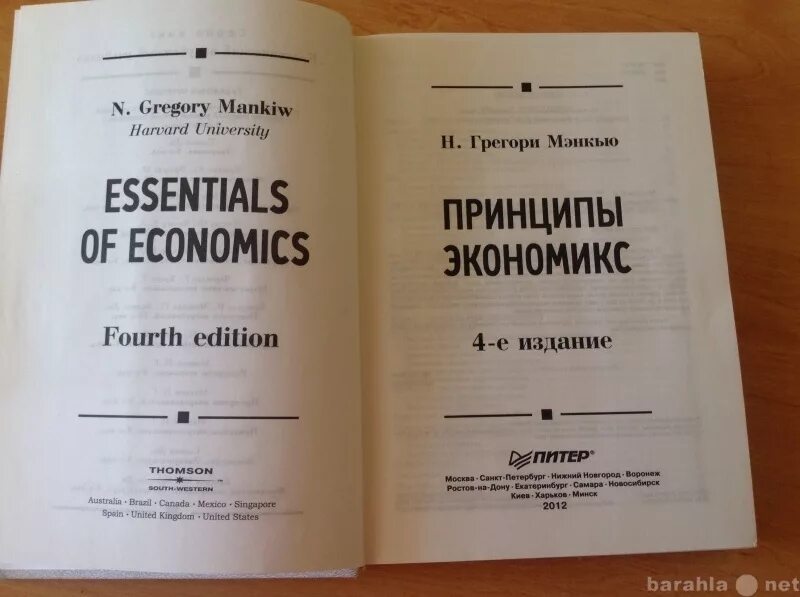 N. Gregory Mankiw
Harvard University
ESSENTIALS
OF ECONOMICS
Fourth edition
THOMSON
SOUTH-WESTERN
Australia · Brazil · Canada · Mexico · Singapore
Spain · United Kingdom · United States
Н. Грегори Мэнкью
ПРИНЦИПЫ
ЭКОНОМИКС
4-е издание
ПИТЕР®
Москва · Санкт-Петербург · Нижний Новгород · Воронеж
Ростов-на-Дону · Екатеринбург · Самара · Новосибирск
Киев · Харьков · Минск
2012
barahla net